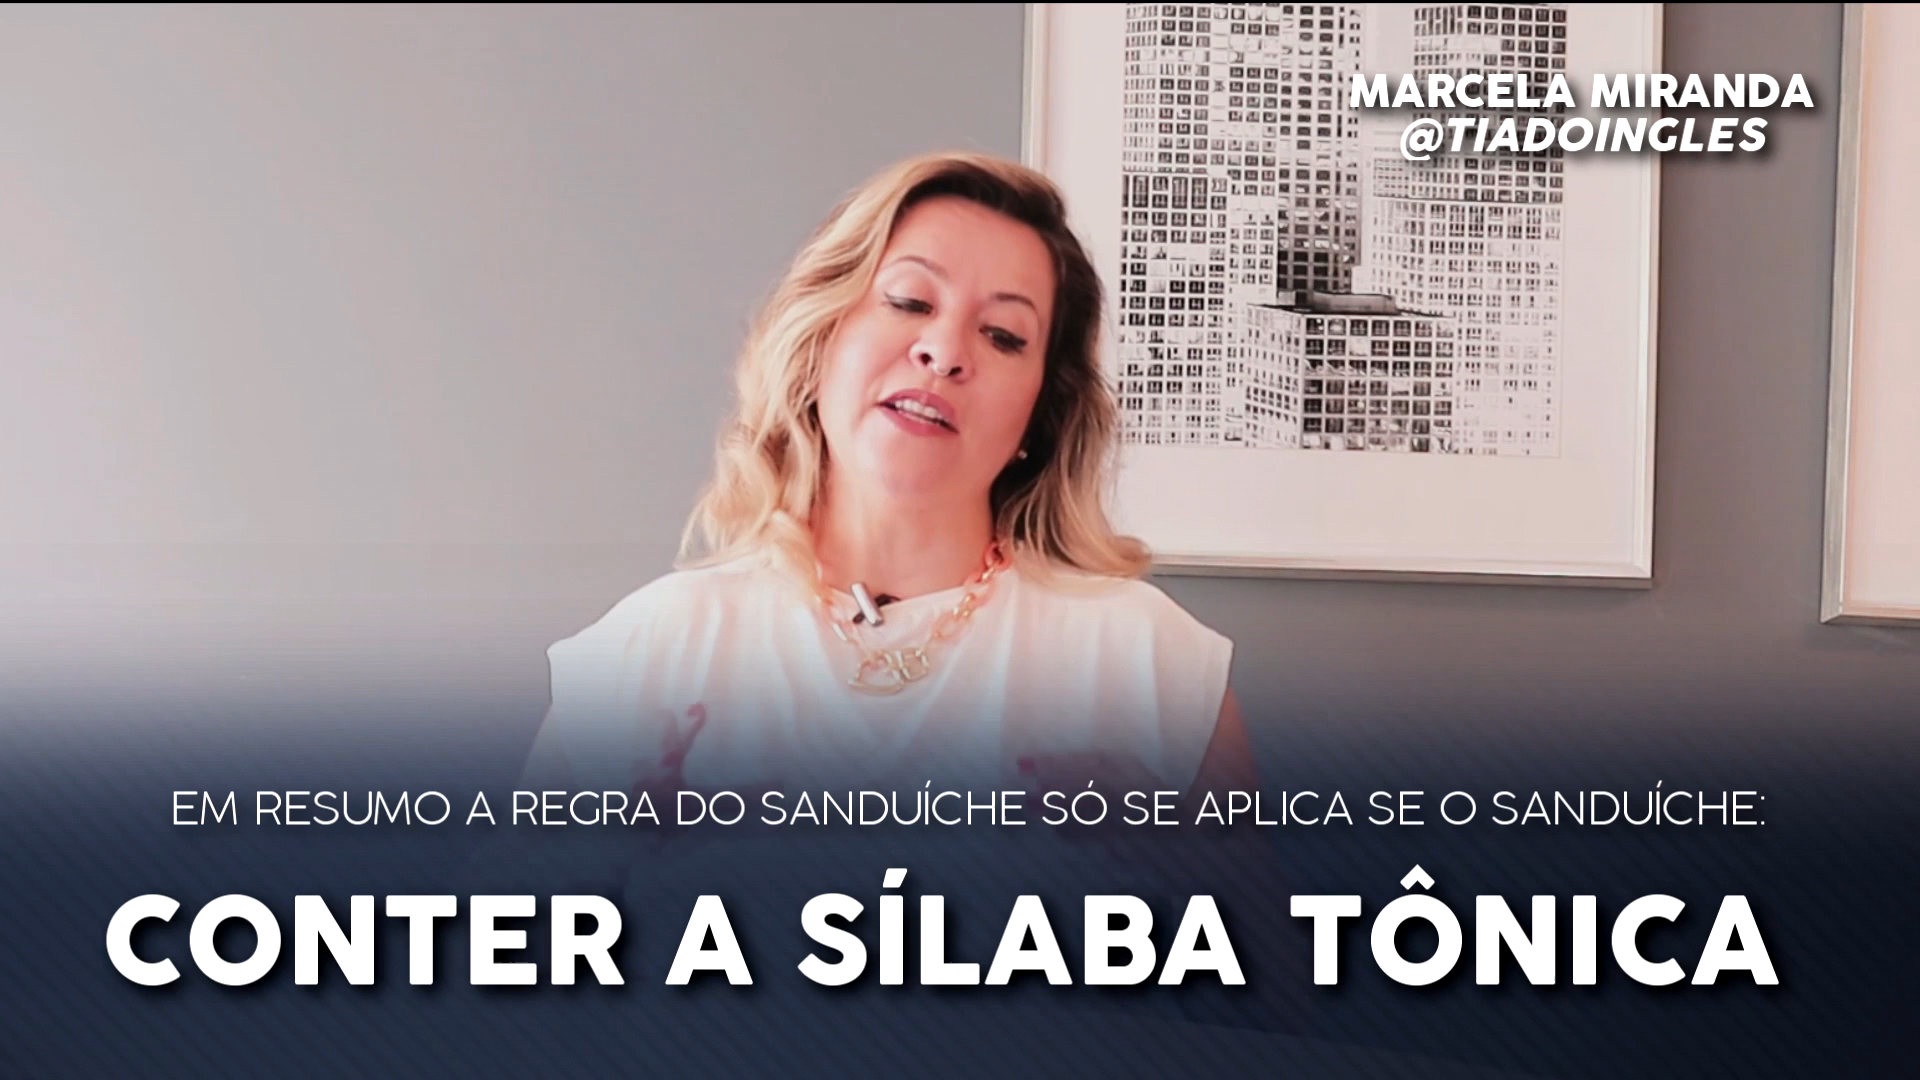 MARCELA MIRANDA
@TIADOINGLES
EM RESUMO A REGRA DO SANDUÍCHE SÓ SE APLICA SE O SANDUÍCHE:
CONTER A SÍLABA TÔNICA